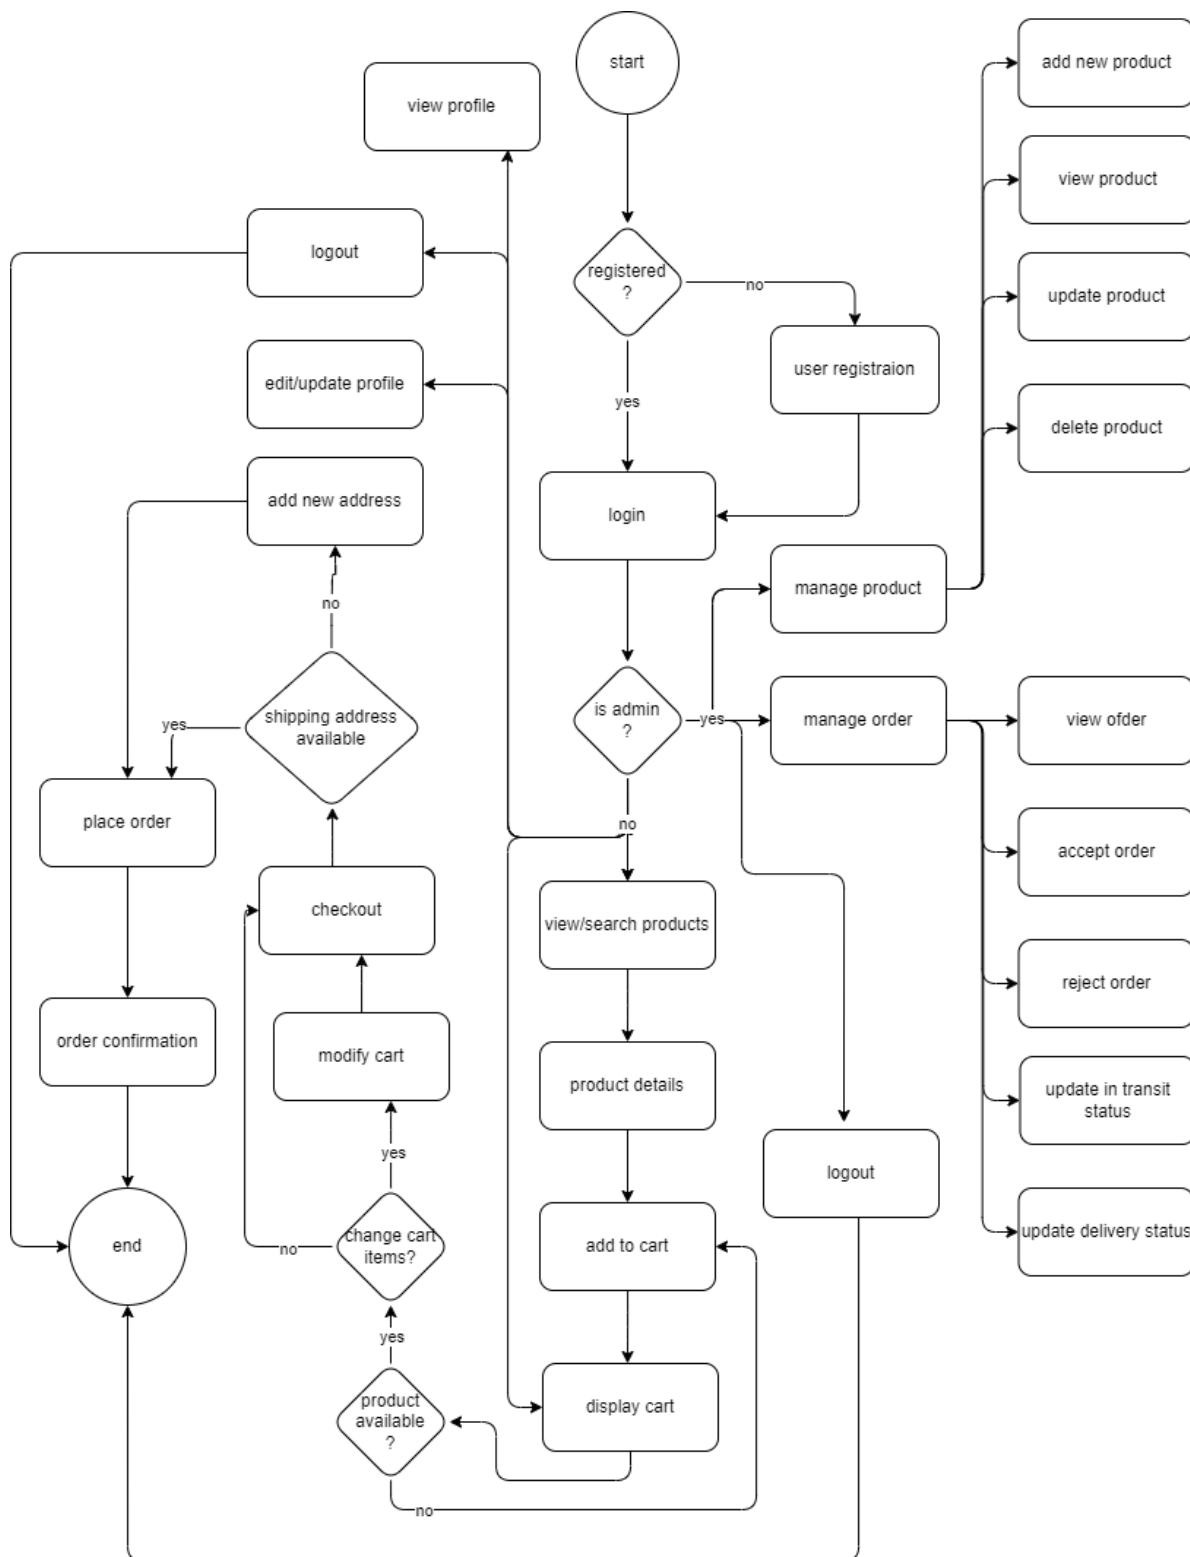 start
add new product
view profile
view product
logout
registered
?
no
update product
edit/update profile
user registraion
yes
delete product
add new address
login
no
manage product
shipping address
available
yes
is admin
?
yes
manage order
view ofder
place order
no
accept order
checkout
view/search products
reject order
order confirmation
modify cart
product details
update in transit
status
yes
logout
end
no
change cart
items?
add to cart
update delivery status
yes
product
available
?
display cart
no